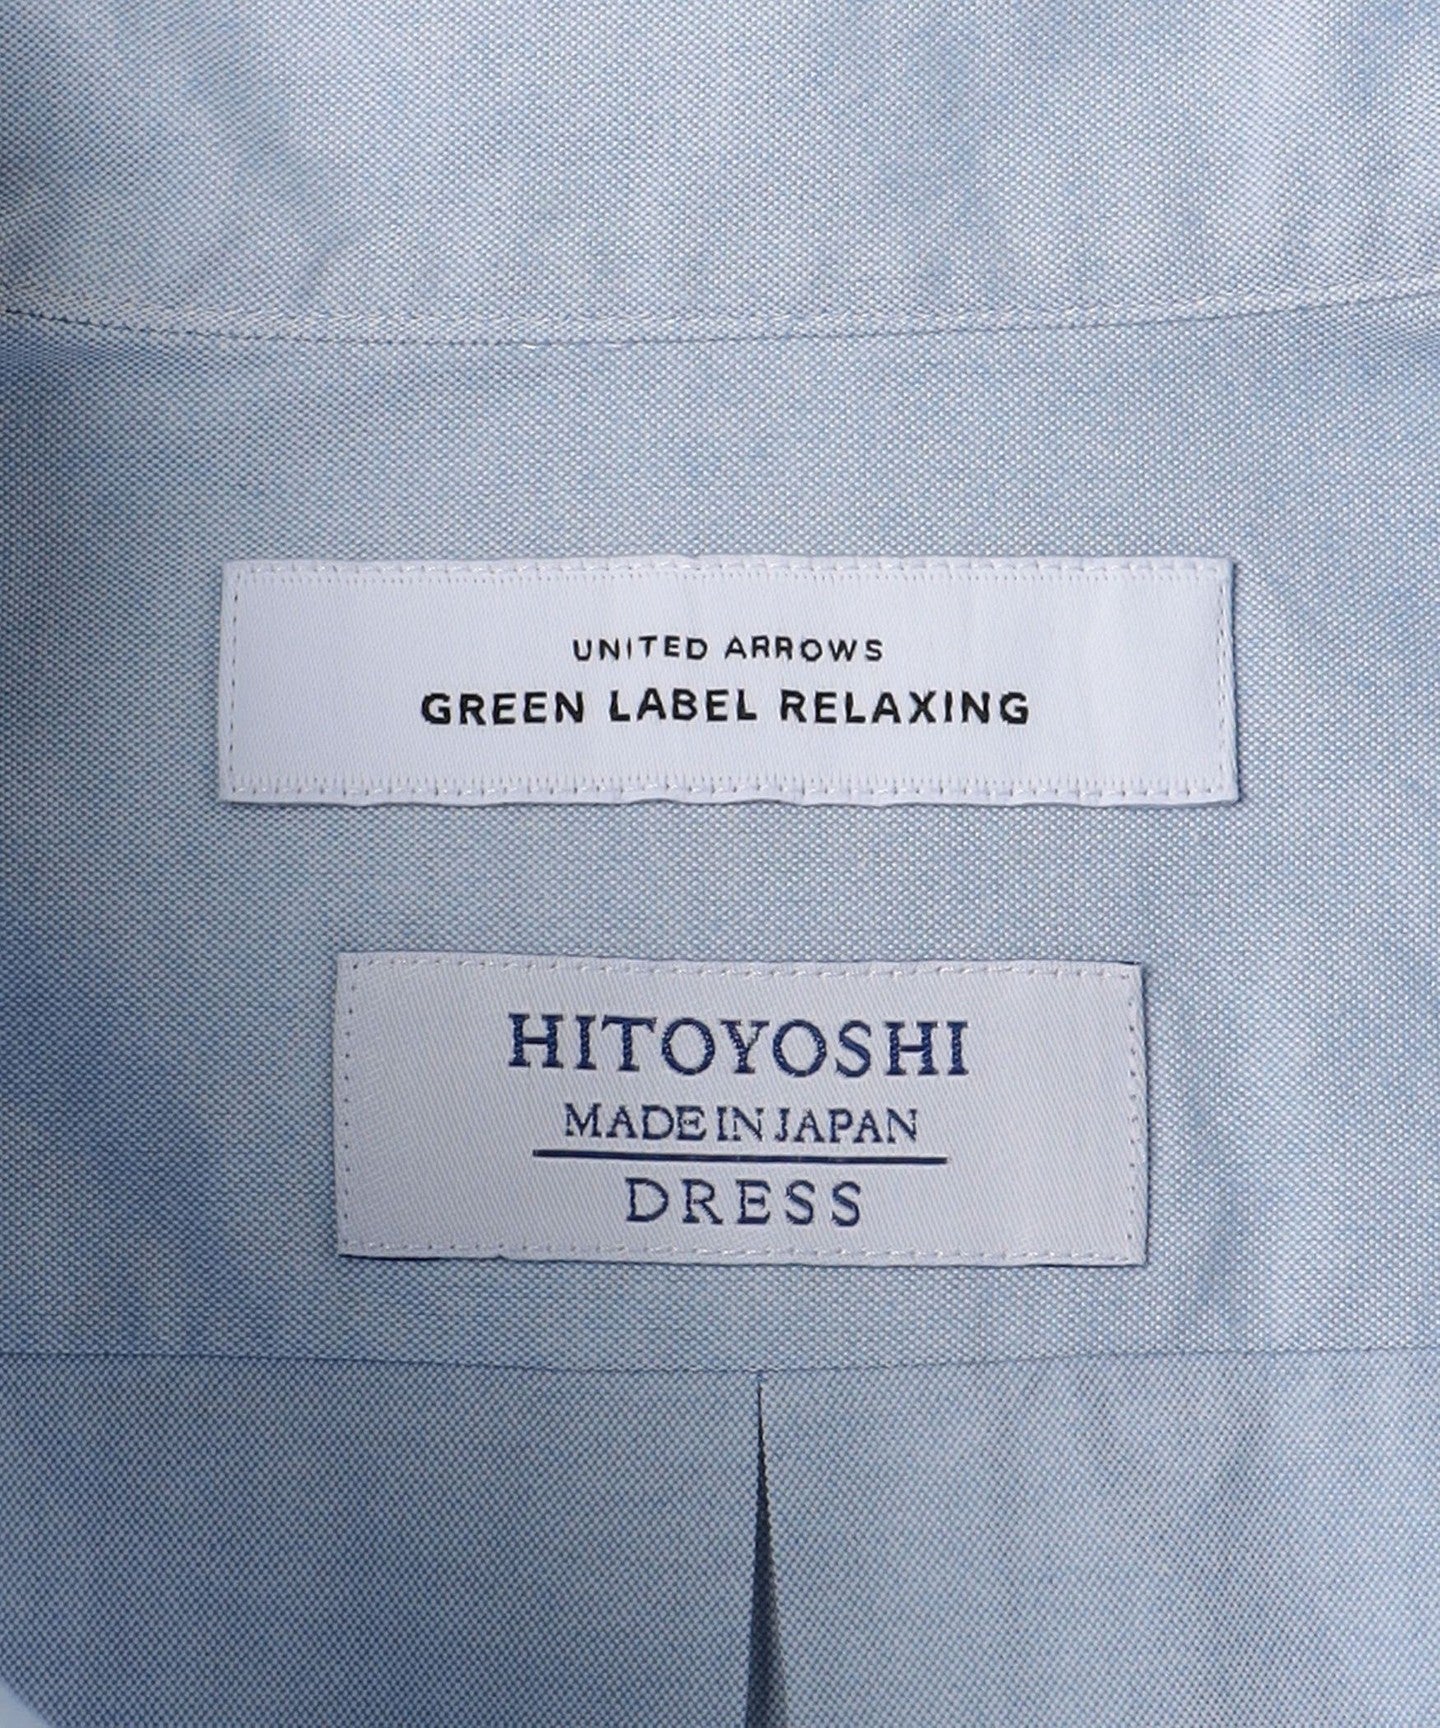 UNITED ARROWS
GREEN LABEL RELAXING
HITOYOSHI
MADE IN JAPAN
DRESS